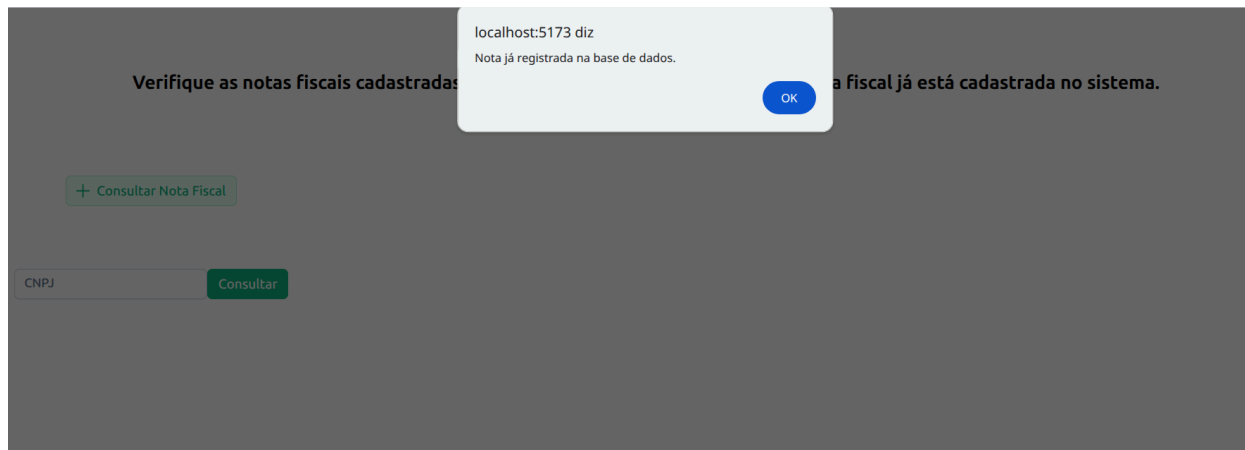 localhost:5173 diz
Nota já registrada na base de dados.
OK
Verifique as notas fiscais cadastradas a fiscal já está cadastrada no sistema.
+ Consultar Nota Fiscal
CNPJ Consultar